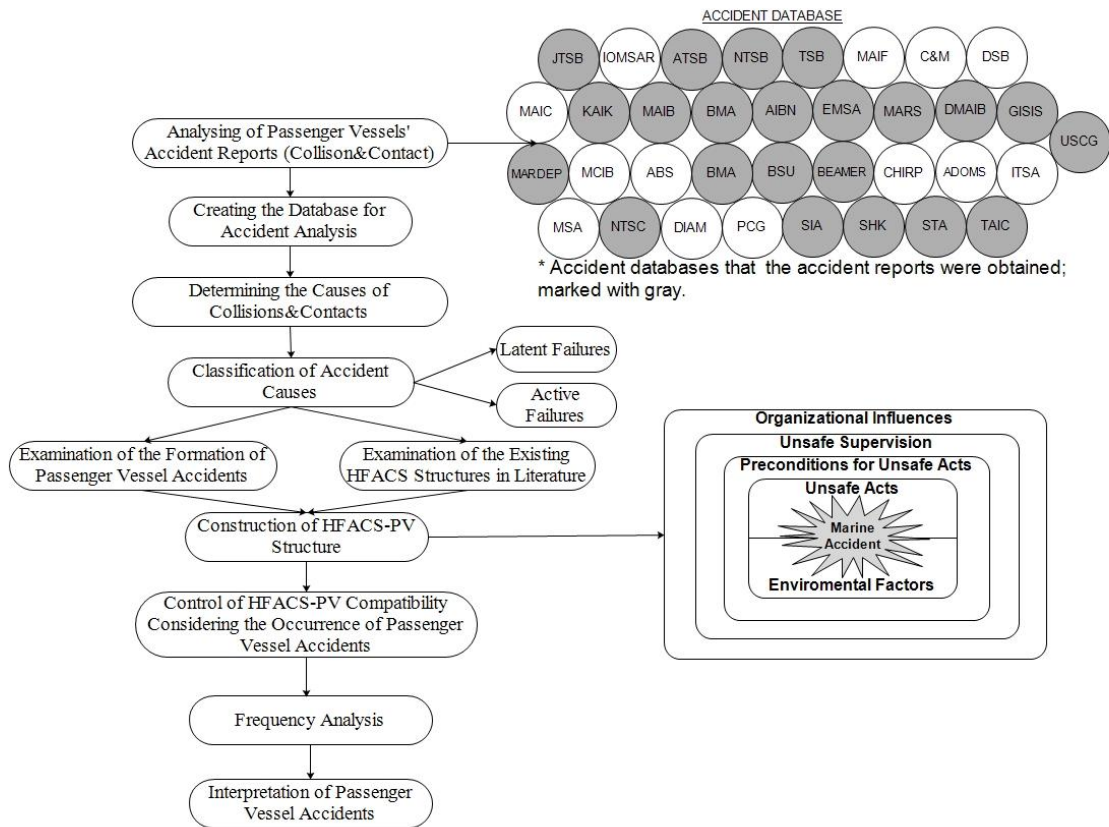 ACCIDENT DATABASE
JTSB
IOMSAR
ATSB
NTSB
TSB
MAIF
C&M
DSB
MAIC
KAIK
MAIB
BMA
AIBN
EMSA
MARS
DMAIB
GISIS
USCG
MARDEP
MCIB
ABS
BMA
BSU
BEAMER
CHIRP
ADOMS
ITSA
MSA
NTSC
DIAM
PCG
SIA
SHK
STA
TAIC
* Accident databases that the accident reports were obtained;
marked with gray.
Analysing of Passenger Vessels'
Accident Reports (Collison&Contact)
Creating the Database for
Accident Analysis
Determining the Causes of
Collisions&Contacts
Classification of Accident
Causes
Latent Failures
Active
Failures
Examination of the Formation of
Passenger Vessel Accidents
Examination of the Existing
HFACS Structures in Literature
Construction of HFACS-PV
Structure
Control of HFACS-PV Compatibility
Considering the Occurrence of Passenger
Vessel Accidents
Frequency Analysis
Interpretation of Passenger
Vessel Accidents
Organizational Influences
Unsafe Supervision
Preconditions for Unsafe Acts
Unsafe Acts
Marine
Accident
Enviromental Factors